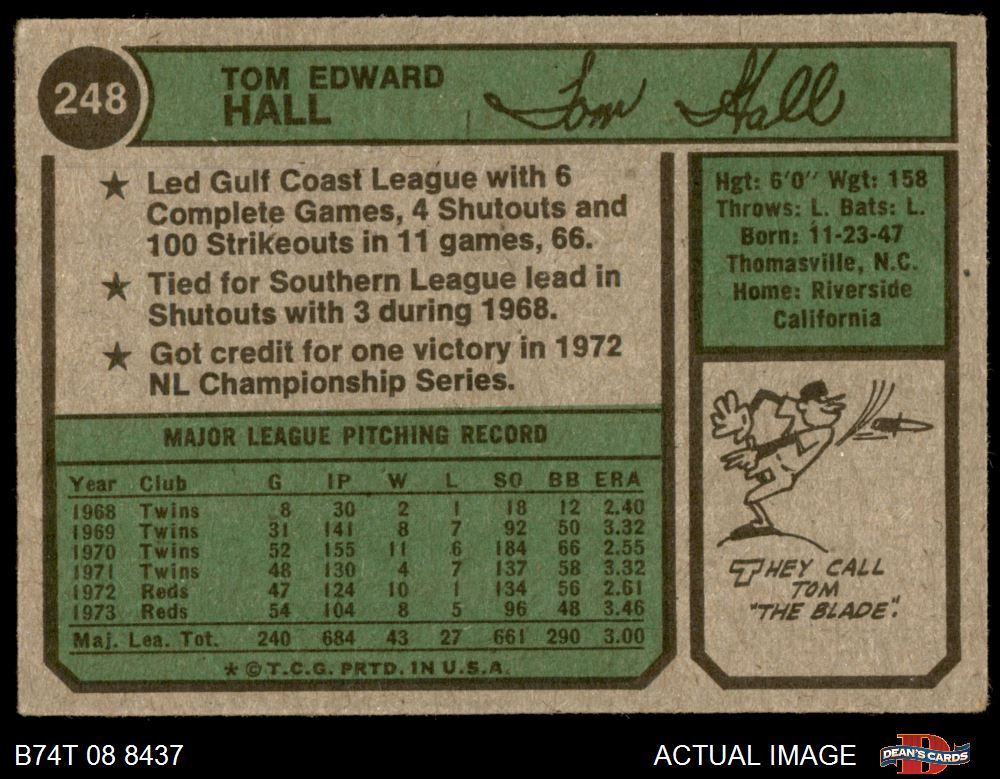 248
TOM EDWARD
HALL
Tom Hall
★ Led Gulf Coast League with 6
Complete Games, 4 Shutouts and
100 Strikeouts in 11 games, 66.
★ Tied for Southern League lead in
Shutouts with 3 during 1968.
★ Got credit for one victory in 1972
NL Championship Series.
Hgt: 6'0" Wgt: 158
Throws: L. Bats: L.
Born: 11-23-47
Thomasville, N.C.
Home: Riverside
California
MAJOR LEAGUE PITCHING RECORD
Year Club G IP W L SO BB ERA
1968 Twins 8 30 2 1 18 12 2.40
1969 Twins 31 141 8 7 92 50 3.32
1970 Twins 52 155 11 6 184 66 2.55
1971 Twins 48 130 4 7 137 58 3.32
1972 Reds 47 124 10 1 134 56 2.61
1973 Reds 54 104 8 5 96 48 3.46
Maj. Lea. Tot. 240 684 43 27 661 290 3.00
* © T.C.G. PRTD. IN U.S.A.
THEY CALL
TOM
"THE BLADE".
B74T 08 8437
ACTUAL IMAGE
DEAN'S CARDS